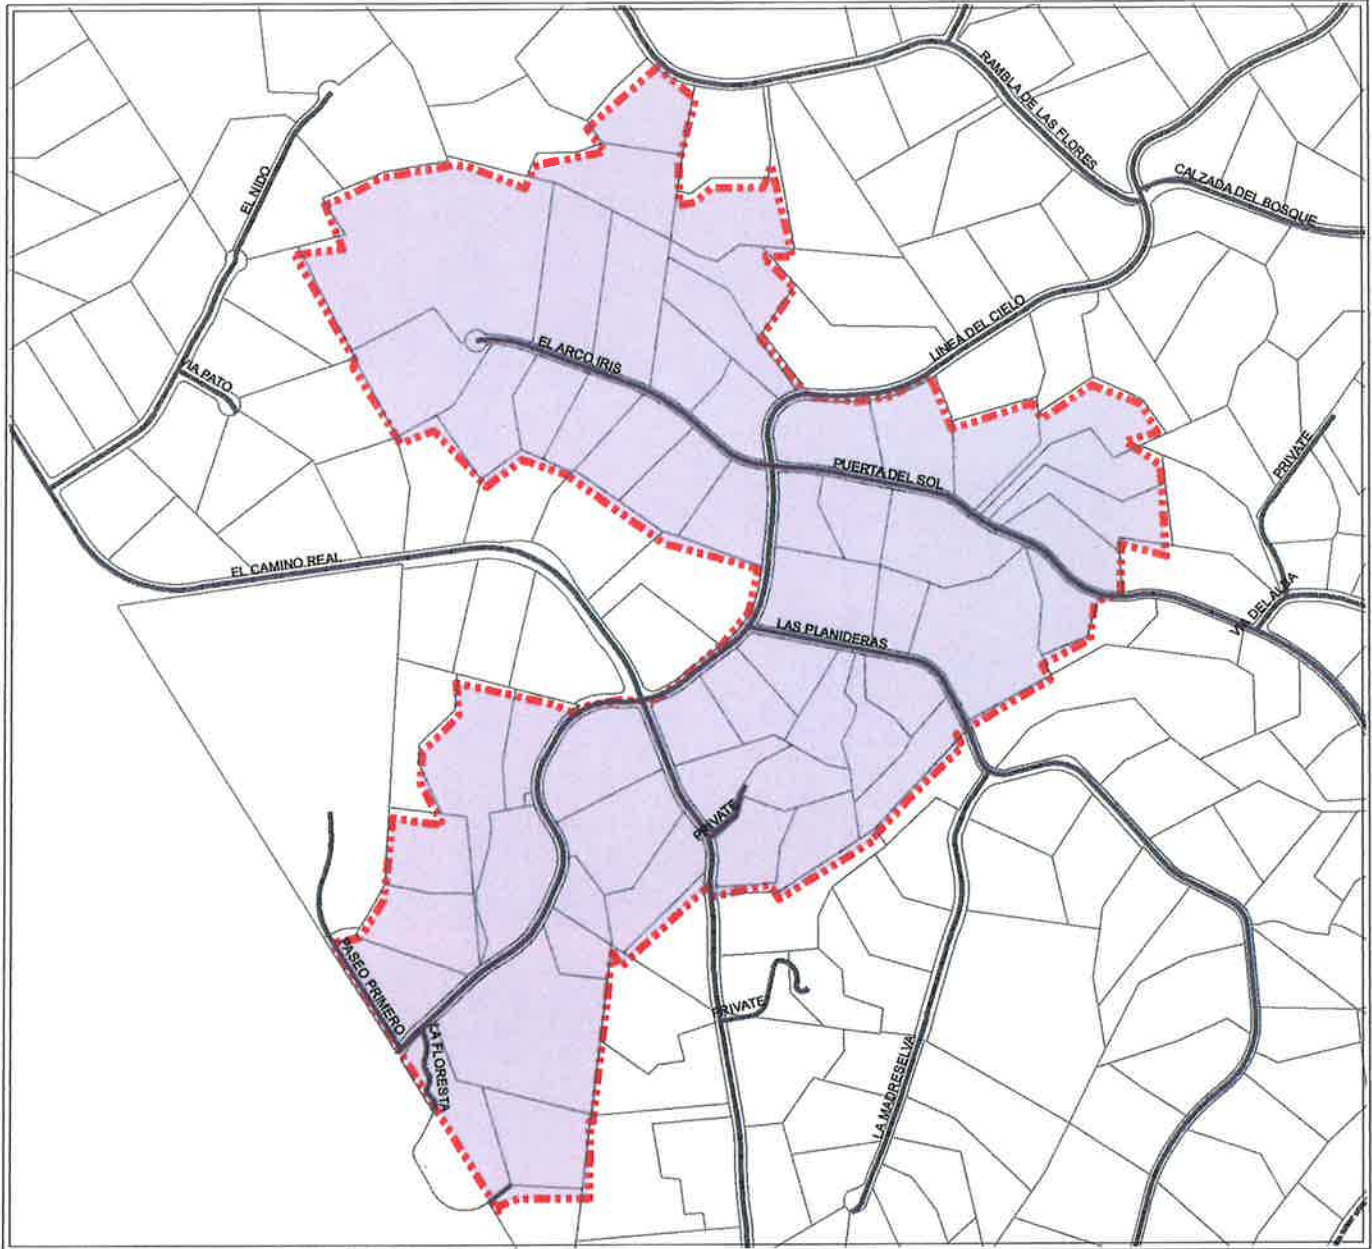 RAMBLA DE LAS FLORES
CALZADA DEL BOSQUE
EL NIDO
LINEA DEL CIELO
EL ARCO IRIS
VIA PATO
PRIVATE
PUERTA DEL SOL
EL CAMINO REAL
VIA DEL ALBA
LAS PLANIDERAS
PRIVATE
PASEO PRIMERO
PRIVATE
LA FLORESTA
LA MADRESELVA